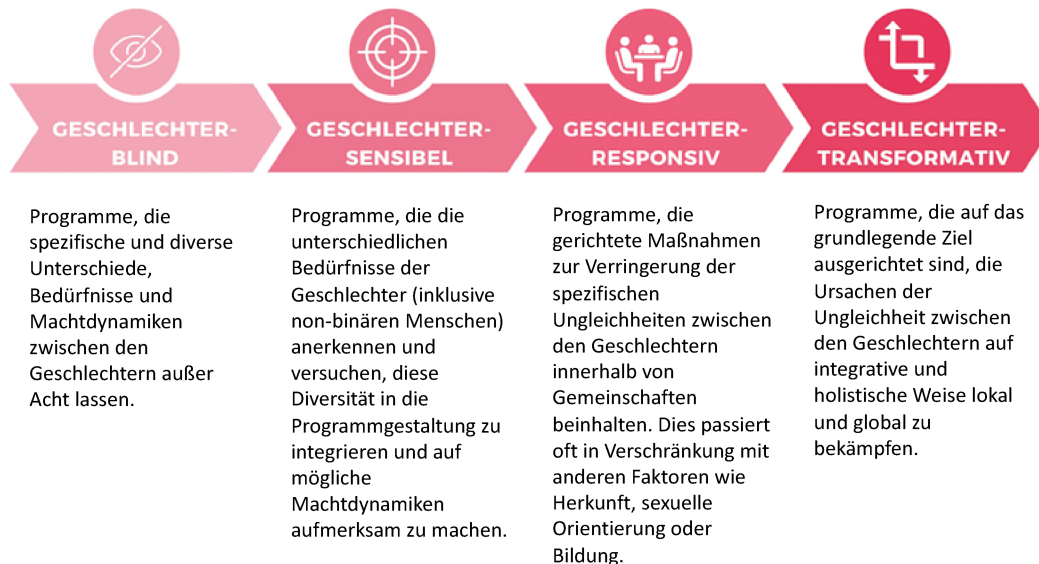 GESCHLECHTER-
BLIND
Programme, die
spezifische und diverse
Unterschiede,
Bedürfnisse und
Machtdynamiken
zwischen den
Geschlechtern außer
Acht lassen.
GESCHLECHTER-
SENSIBEL
Programme, die die
unterschiedlichen
Bedürfnisse der
Geschlechter (inklusive
non-binären Menschen)
anerkennen und
versuchen, diese
Diversität in die
Programmgestaltung zu
integrieren und auf
mögliche
Machtdynamiken
aufmerksam zu machen.
GESCHLECHTER-
RESPONSIV
Programme, die
gerichtete Maßnahmen
zur Verringerung der
spezifischen
Ungleichheiten zwischen
den Geschlechtern
innerhalb von
Gemeinschaften
beinhalten. Dies passiert
oft in Verschränkung mit
anderen Faktoren wie
Herkunft, sexuelle
Orientierung oder
Bildung.
GESCHLECHTER-
TRANSFORMATIV
Programme, die auf das
grundlegende Ziel
ausgerichtet sind, die
Ursachen der
Ungleichheit zwischen
den Geschlechtern auf
integrative und
holistische Weise lokal
und global zu
bekämpfen.